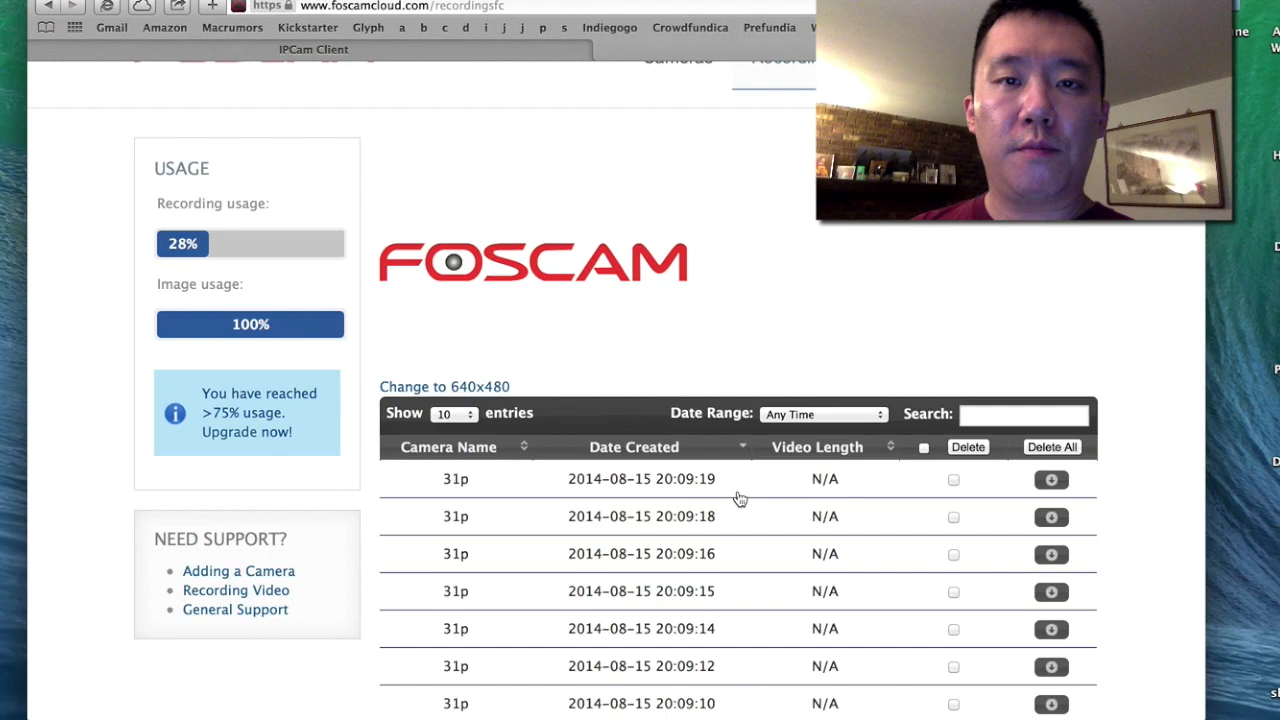 https www.foscamcloud.com/recordingsfc
Gmail Amazon Macrumors Kickstarter Glyph a b c d i j j p s Indiegogo Crowdfundica Prefundia
IPCam Client
USAGE
Recording usage:
28%
Image usage:
100%
You have reached
>75% usage.
Upgrade now!
NEED SUPPORT?
Adding a Camera
Recording Video
General Support
FOSCAM
Change to 640x480
Show 10 entries Date Range: Any Time Search:
Camera Name Date Created Video Length Delete Delete All
31p 2014-08-15 20:09:19 N/A
31p 2014-08-15 20:09:18 N/A
31p 2014-08-15 20:09:16 N/A
31p 2014-08-15 20:09:15 N/A
31p 2014-08-15 20:09:14 N/A
31p 2014-08-15 20:09:12 N/A
31p 2014-08-15 20:09:10 N/A